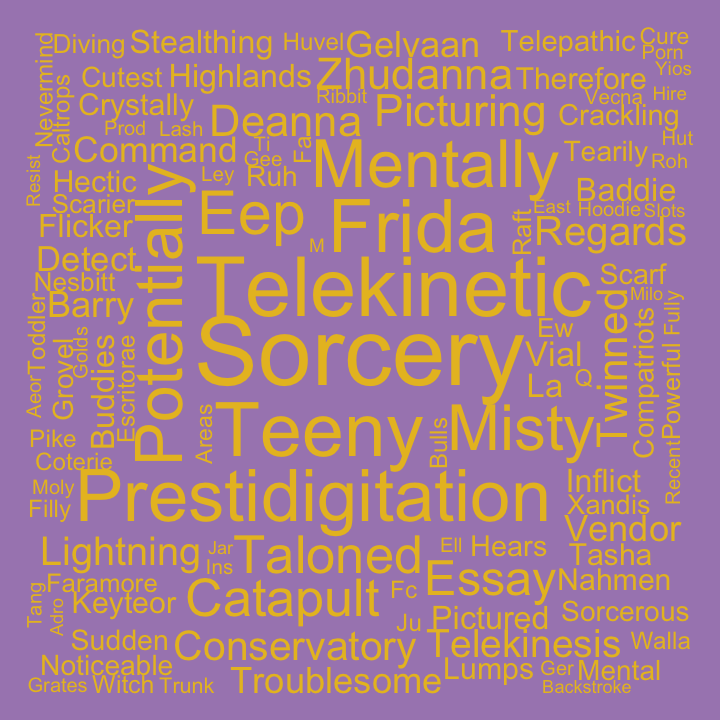 Nevermind
Diving
Stealthing
Huvel
Gelvaan
Telepathic
Cure
Porn
Yios
Caltrops
Cutest
Highlands
Zhudanna
Therefore
Ribbit
Vecna
Hire
Crystally
Prod
Lash
Deanna
Picturing
Crackling
Hut
Command
Ti
Gee
Fa
Mentally
Tearily
Roh
Resist
Hectic
Ley
Ruh
Baddie
Scarier
Eep
Frida
Raft
East
Hoodie
Slots
Flicker
Potentially
M
Regards
Detect
Telekinetic
Scarf
Nesbitt
Barry
Twinned
Milo
Toddler
Aeor
Golds
Grovel
Buddies
Escritorae
Sorcery
Ew
Vial
La
Q
Compatriots
Fully
Powerful
Pike
Areas
Teeny
Bulls
Misty
Coterie
Recent
Moly
Filly
Prestidigitation
Inflict
Xandis
Vendor
Lightning
Jar
Ins
Taloned
Ell
Hears
Tasha
Tang
Adro
Faramore
Keyteor
Catapult
Fc
Essay
Nahmen
Sudden
Ju
Pictured
Sorcerous
Noticeable
Conservatory
Telekinesis
Walla
Grates
Witch
Trunk
Troublesome
Lumps
Ger
Mental
Backstroke